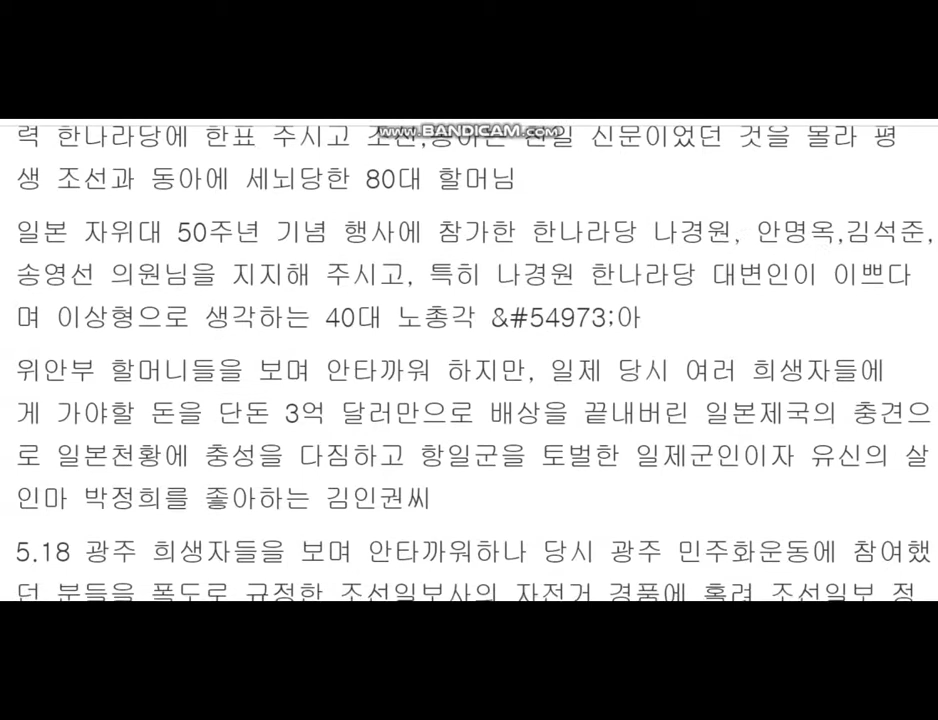 www.BANDICAM.com
력 한나라당에 한표 주시고 조선,동아는 친일 신문이었던 것을 몰라 평
생 조선과 동아에 세뇌당한 80대 할머님
일본 자위대 50주년 기념 행사에 참가한 한나라당 나경원, 안명옥,김석준,
송영선 의원님을 지지해 주시고, 특히 나경원 한나라당 대변인이 이쁘다
며 이상형으로 생각하는 40대 노총각 &#54973;아
위안부 할머니들을 보며 안타까워 하지만, 일제 당시 여러 희생자들에
게 가야할 돈을 단돈 3억 달러만으로 배상을 끝내버린 일본제국의 충견으
로 일본천황에 충성을 다짐하고 항일군을 토벌한 일제군인이자 유신의 살
인마 박정희를 좋아하는 김인권씨
5.18 광주 희생자들을 보며 안타까워하나 당시 광주 민주화운동에 참여했
던 분들을 폭도로 규정한 조선일보사의 자전거 경품에 홀려 조선일보 정